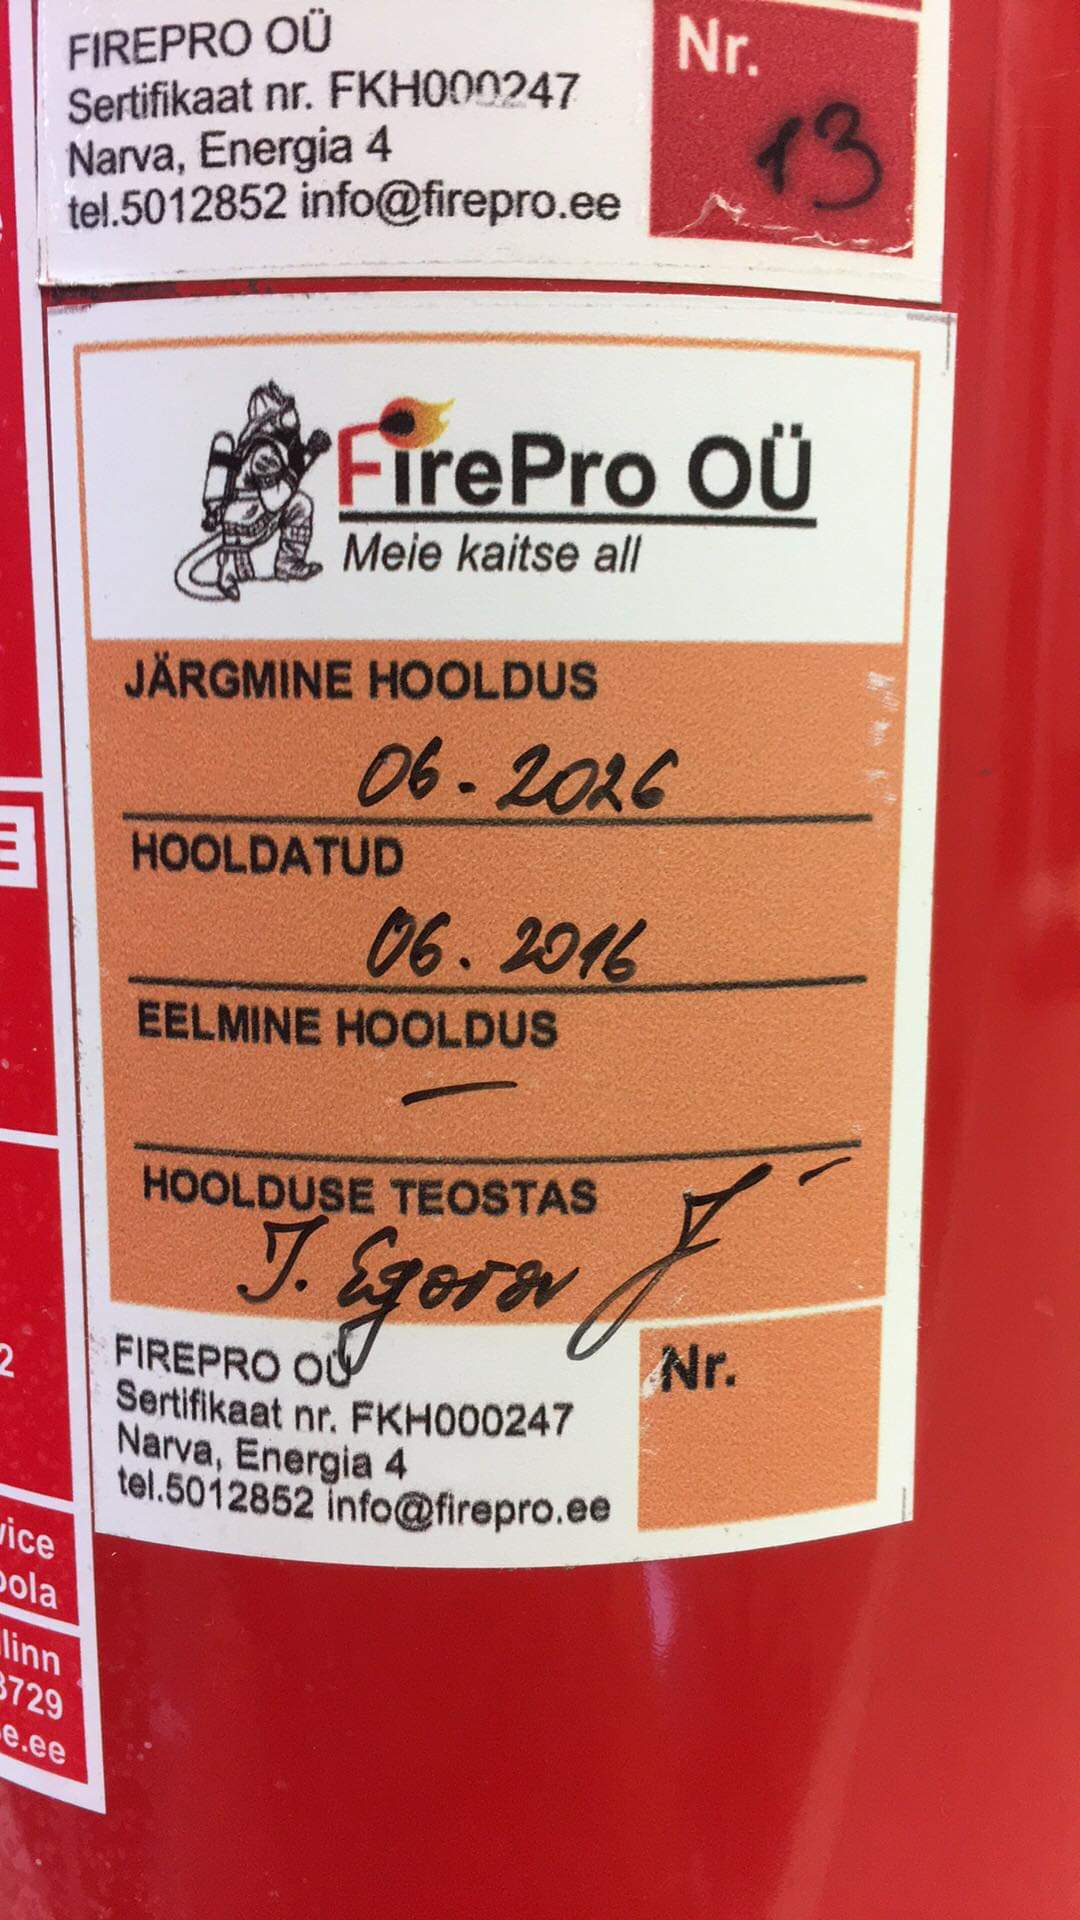 FIREPRO OÜ
Sertifikaat nr. FKH000247
Narva, Energia 4
tel.5012852 info@firepro.ee
Nr.
13
FirePro OÜ
Meie kaitse all
JÄRGMINE HOOLDUS
06 - 2026
HOOLDATUD
06. 2016
EELMINE HOOLDUS
—
HOOLDUSE TEOSTAS
J. Egorov
FIREPRO OÜ
Sertifikaat nr. FKH000247
Narva, Energia 4
tel.5012852 info@firepro.ee
Nr.